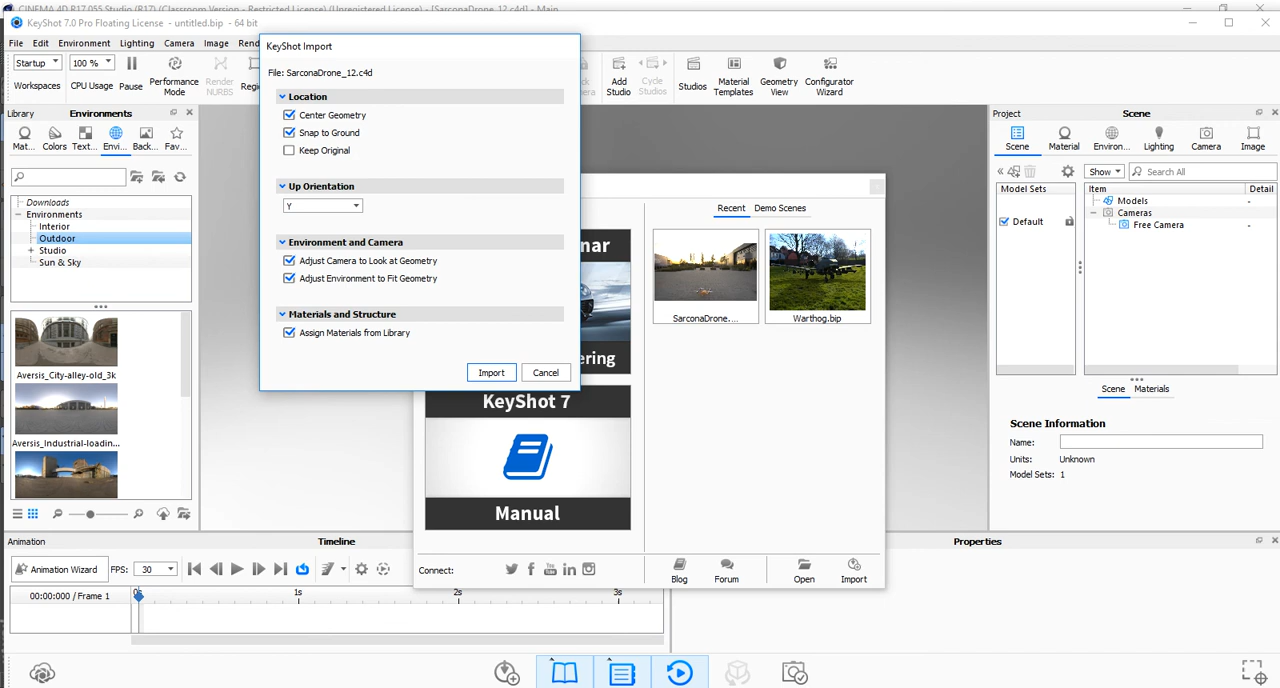 CINEMA 4D R17.055 Studio (R17) (Classroom Version - Restricted License) (Unregistered License) - [SarconaDrone_12.c4d] - Main
KeyShot 7.0 Pro Floating License - untitled.bip - 64 bit
File Edit Environment Lighting Camera Image Rend
Startup 100 %
Workspaces CPU Usage Pause Performance Mode Render NURBS Regi
Add Studio Cycle Studios Studios Material Templates Geometry View Configurator Wizard
KeyShot Import
File: SarconaDrone_12.c4d
Location
Center Geometry
Snap to Ground
Keep Original
Up Orientation
Y
Environment and Camera
Adjust Camera to Look at Geometry
Adjust Environment to Fit Geometry
Materials and Structure
Assign Materials from Library
Import Cancel
Library Environments
Mat... Colors Text... Envi... Back... Fav...
Downloads
Environments
Interior
Outdoor
Studio
Sun & Sky
Aversis_City-alley-old_3k
Aversis_Industrial-loadin...
Recent Demo Scenes
nar
ering
SarconaDrone.... Warthog.bip
KeyShot 7
Manual
Connect:
Blog Forum Open Import
Project Scene
Scene Material Environ... Lighting Camera Image
Show Search All
Model Sets Item Detail
Default
Models -
Cameras
Free Camera -
Scene Materials
Scene Information
Name:
Units: Unknown
Model Sets: 1
Animation Timeline Properties
Animation Wizard FPS: 30
00:00:000 / Frame 1 0s 1s 2s 3s